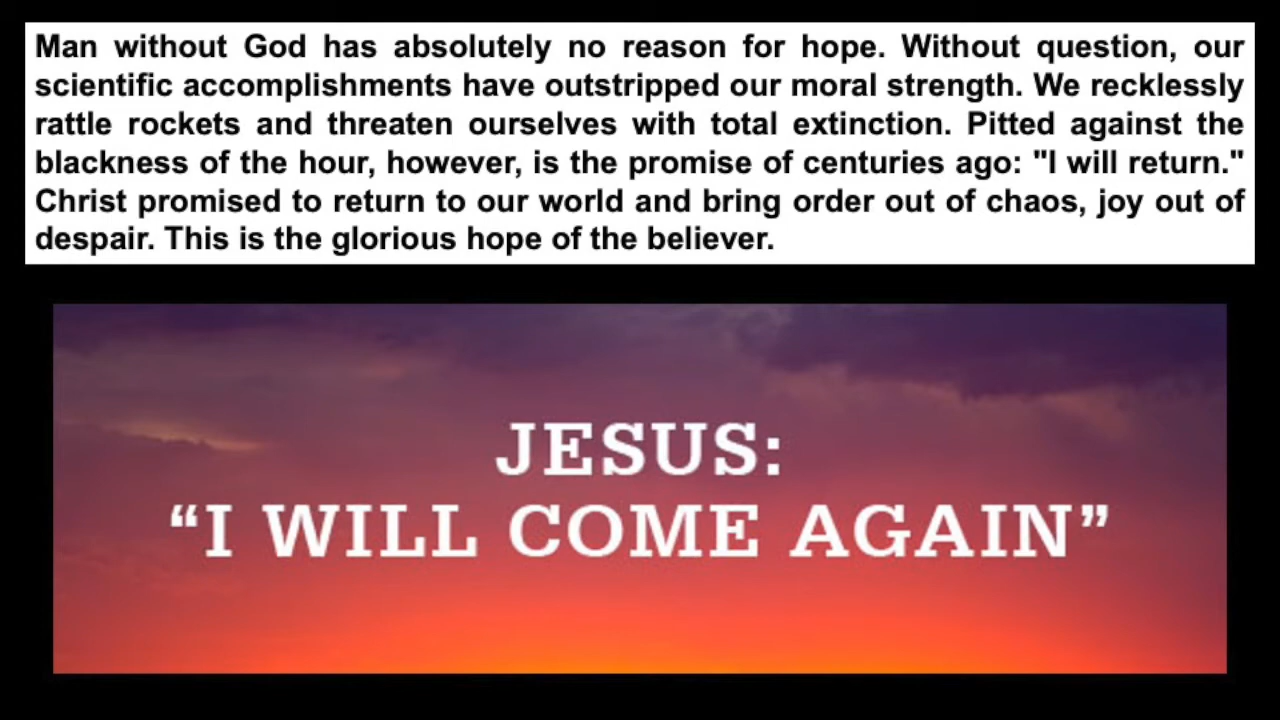 Man without God has absolutely no reason for hope. Without question, our
scientific accomplishments have outstripped our moral strength. We recklessly
rattle rockets and threaten ourselves with total extinction. Pitted against the
blackness of the hour, however, is the promise of centuries ago: "I will return."
Christ promised to return to our world and bring order out of chaos, joy out of
despair. This is the glorious hope of the believer.
JESUS:
“I WILL COME AGAIN”